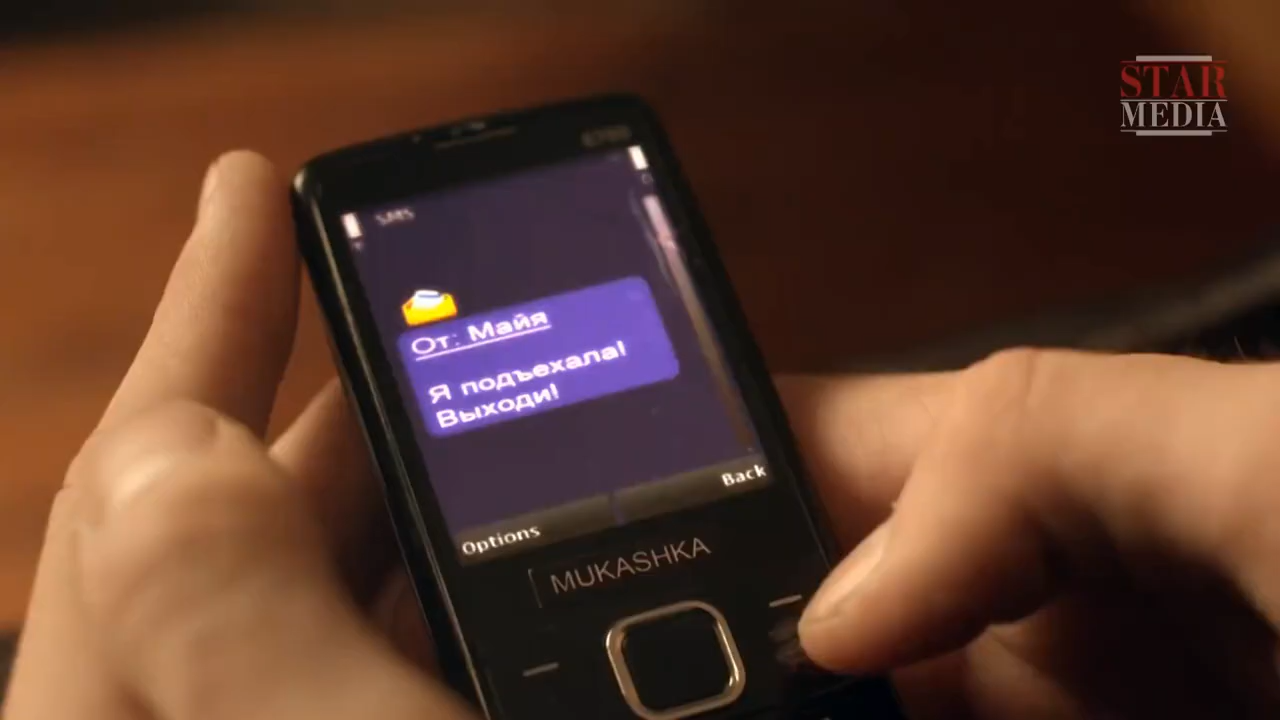 STAR
MEDIA
SMS
От: Майя
Я подъехала!
Выходи!
Back
Options
MUKASHKA